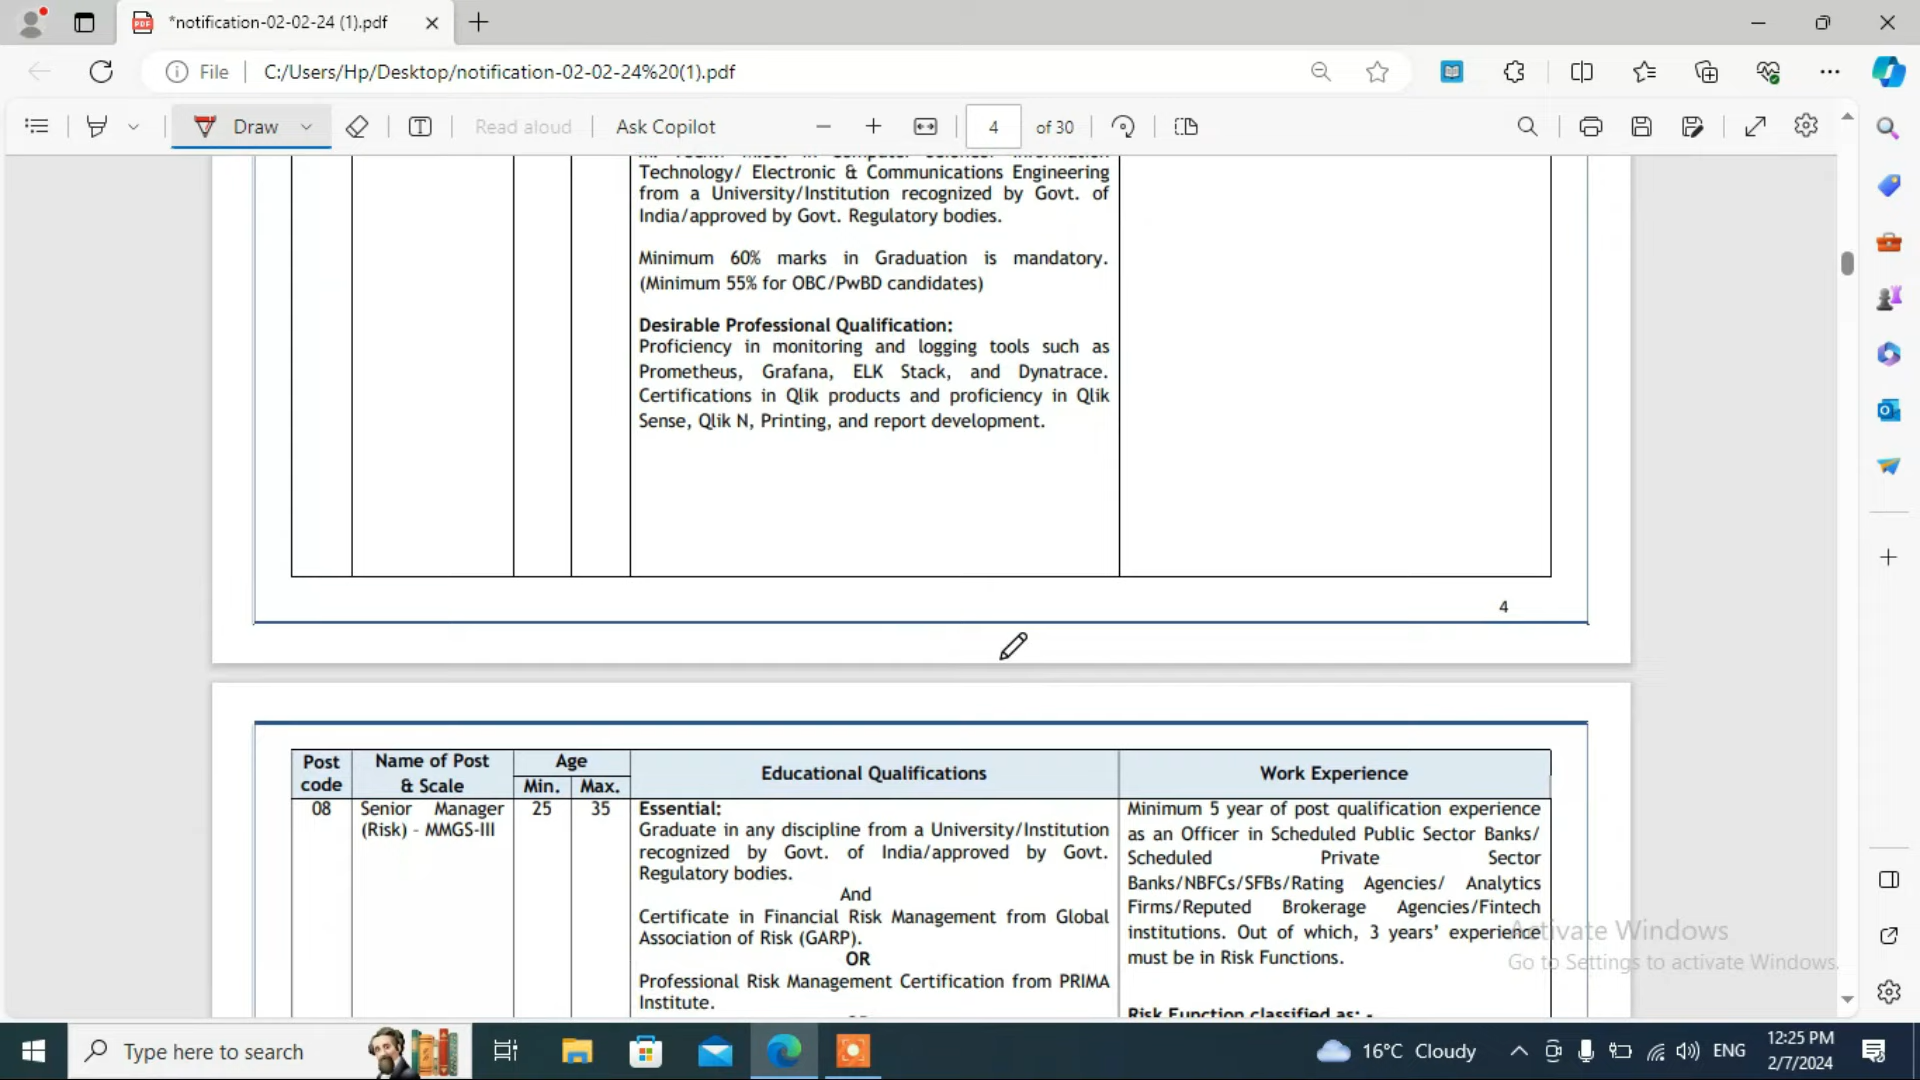 *notification-02-02-24 (1).pdf
File
C:/Users/Hp/Desktop/notification-02-02-24%20(1).pdf
Draw
Read aloud
Ask Copilot
4
of 30
Technology/ Electronic & Communications Engineering
from a University/Institution recognized by Govt. of
India/approved by Govt. Regulatory bodies.
Minimum 60% marks in Graduation is mandatory.
(Minimum 55% for OBC/PwBD candidates)
Desirable Professional Qualification:
Proficiency in monitoring and logging tools such as
Prometheus, Grafana, ELK Stack, and Dynatrace.
Certifications in Qlik products and proficiency in Qlik
Sense, Qlik N, Printing, and report development.
4
Post
code
Name of Post
& Scale
Age
Min.
Max.
Educational Qualifications
Work Experience
08
Senior Manager
(Risk) - MMGS-III
25
35
Essential:
Graduate in any discipline from a University/Institution
recognized by Govt. of India/approved by Govt.
Regulatory bodies.
And
Certificate in Financial Risk Management from Global
Association of Risk (GARP).
OR
Professional Risk Management Certification from PRIMA
Institute.
Minimum 5 year of post qualification experience
as an Officer in Scheduled Public Sector Banks/
Scheduled Private Sector
Banks/NBFCs/SFBs/Rating Agencies/ Analytics
Firms/Reputed Brokerage Agencies/Fintech
institutions. Out of which, 3 years' experience
must be in Risk Functions.
Risk Function classified as: -
Activate Windows
Go to Settings to activate Windows.
Type here to search
16°C Cloudy
ENG
12:25 PM
2/7/2024